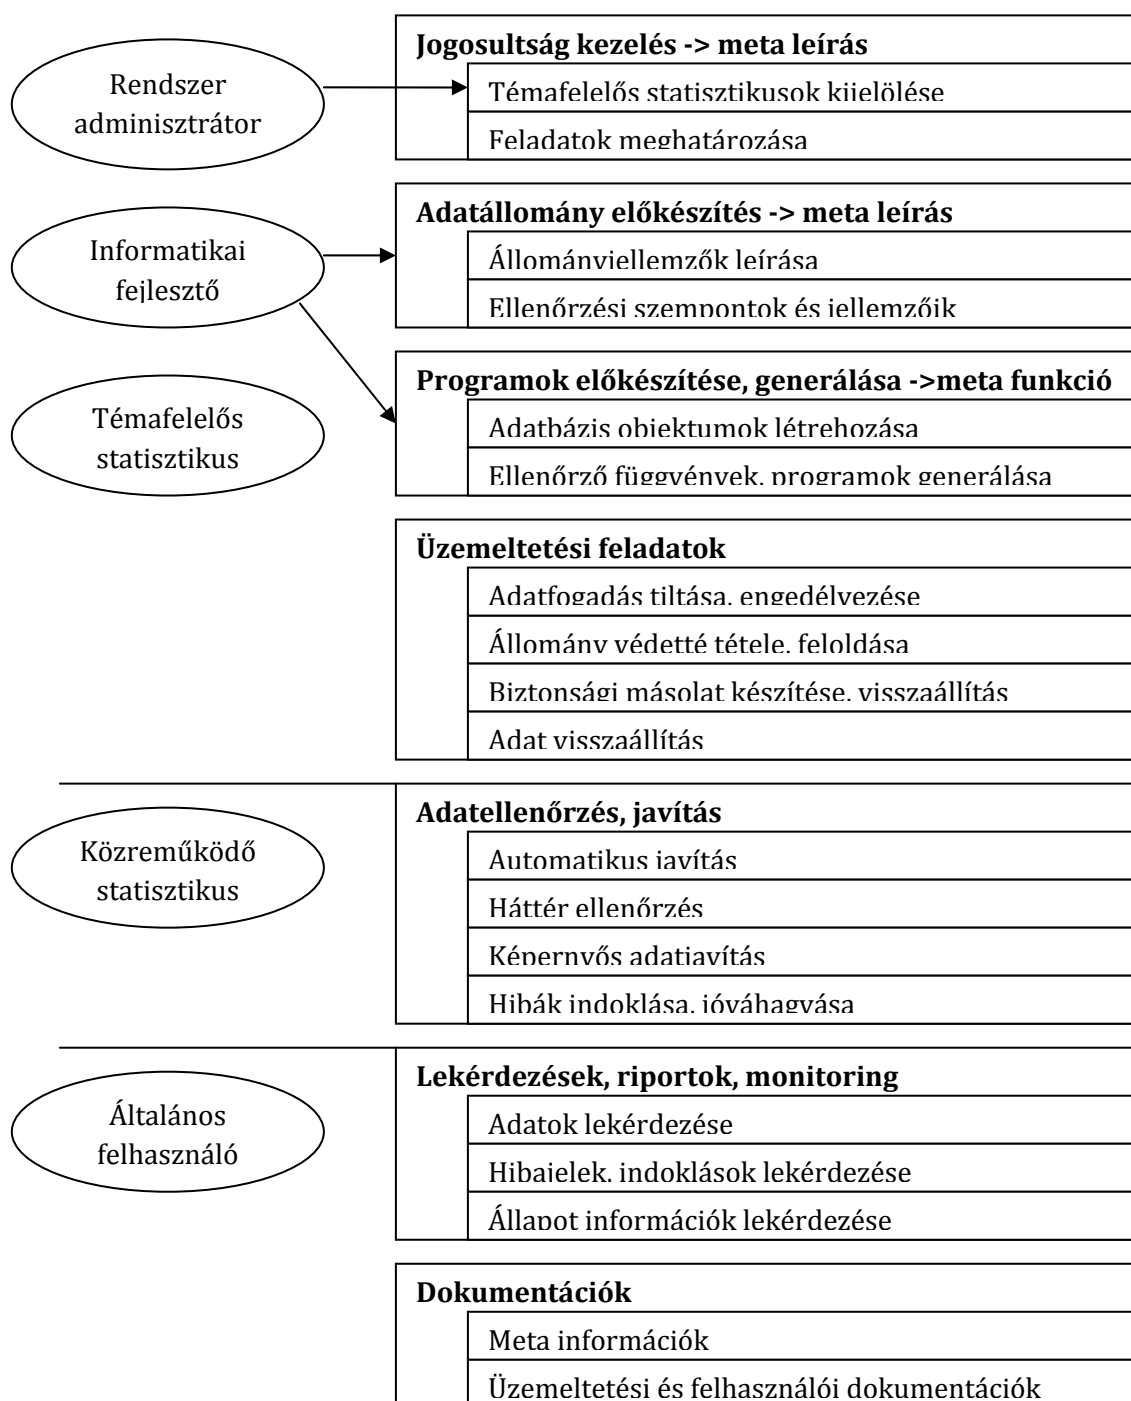 Rendszer
adminisztrátor
Jogosultság kezelés -> meta leírás
Témafelelős statisztikusok kijelölése
Feladatok meghatározása
Informatikai
fejlesztő
Adatállomány előkészítés -> meta leírás
Állományjellemzők leírása
Ellenőrzési szempontok és jellemzőik
Témafelelős
statisztikus
Programok előkészítése, generálása ->meta funkció
Adatbázis objektumok létrehozása
Ellenőrző függvények, programok generálása
Üzemeltetési feladatok
Adatfogadás tiltása, engedélyezése
Állomány védetté tétele, feloldása
Biztonsági másolat készítése, visszaállítás
Adat visszaállítás
Közreműködő
statisztikus
Adatellenőrzés, javítás
Automatikus javítás
Háttér ellenőrzés
Képernyős adatjavítás
Hibák indoklása, jóváhagyása
Általános
felhasználó
Lekérdezések, riportok, monitoring
Adatok lekérdezése
Hibajelek, indoklások lekérdezése
Állapot információk lekérdezése
Dokumentációk
Meta információk
Üzemeltetési és felhasználói dokumentációk